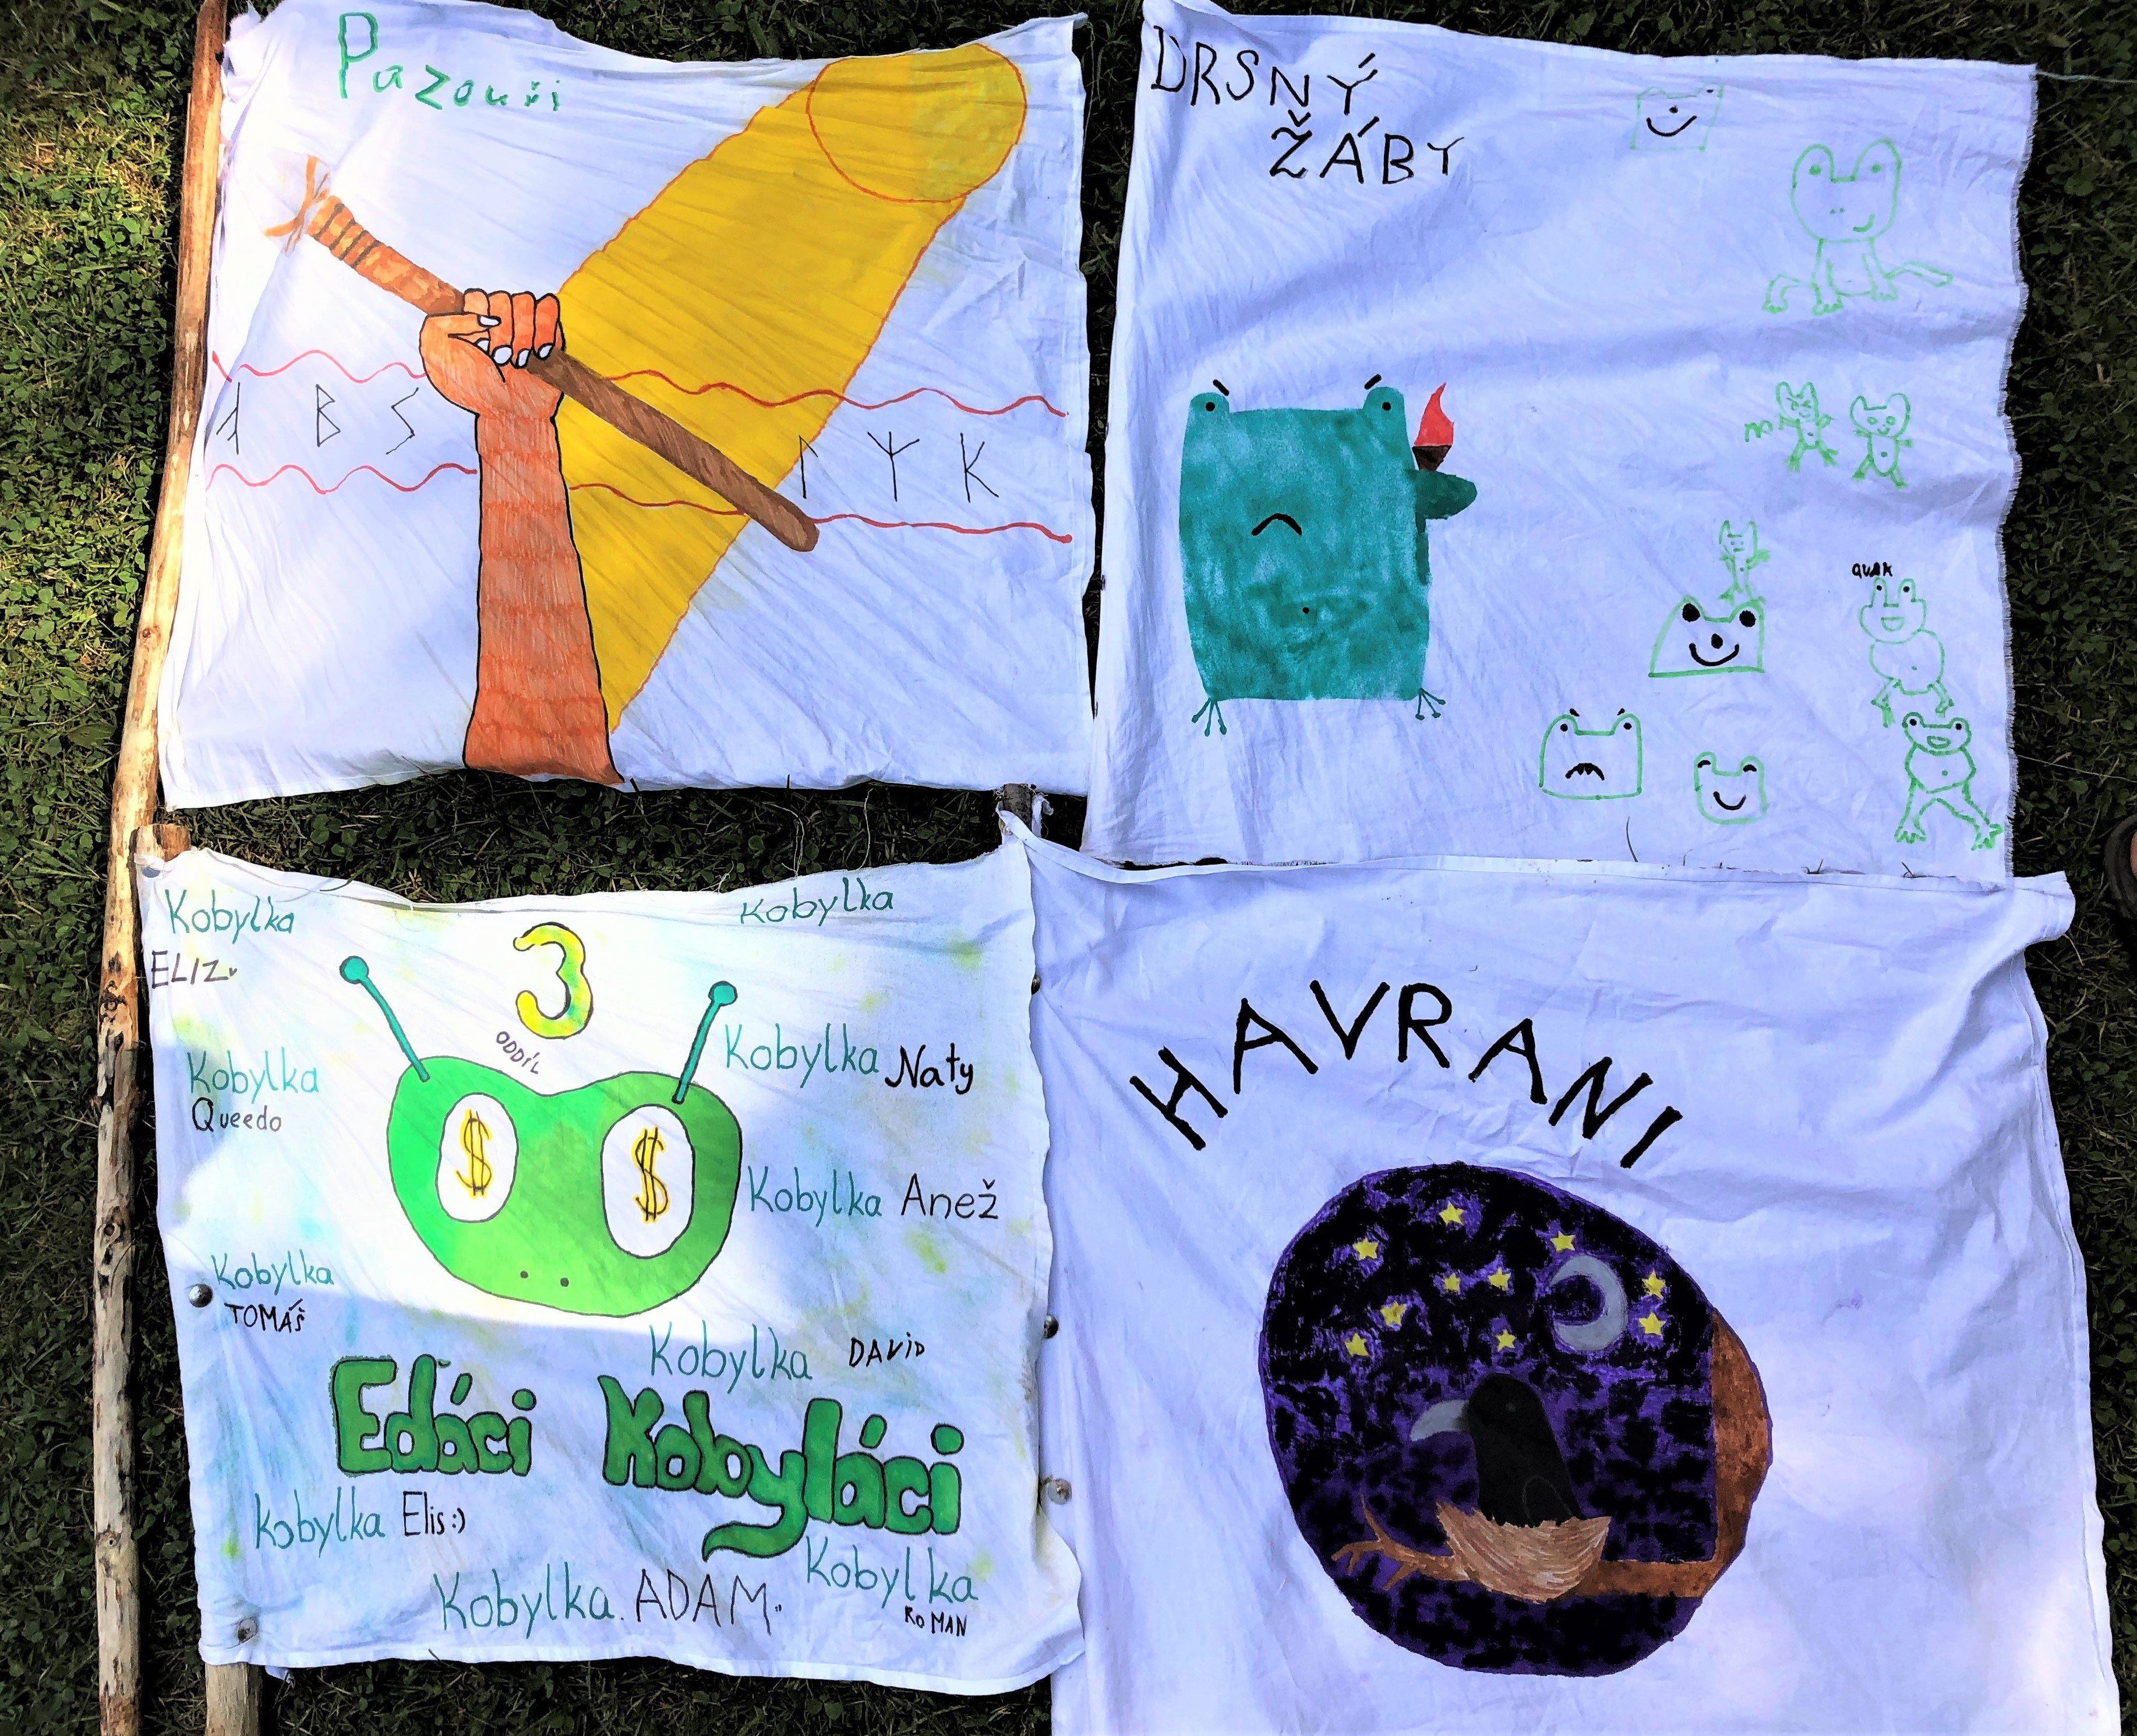 Pazouři
DRSNÝ
ŽÁBY
QUAK
Kobylka
ELIZ
Kobylka
3
ODDÍL
Kobylka Naty
Kobylka
Queedo
Kobylka Anež
Kobylka
TOMÁŠ
Kobylka DAVID
Eďáci Kobyláci
Kobylka Elis:)
Kobylka
ROMAN
Kobylka. ADAM.
HAVRANI